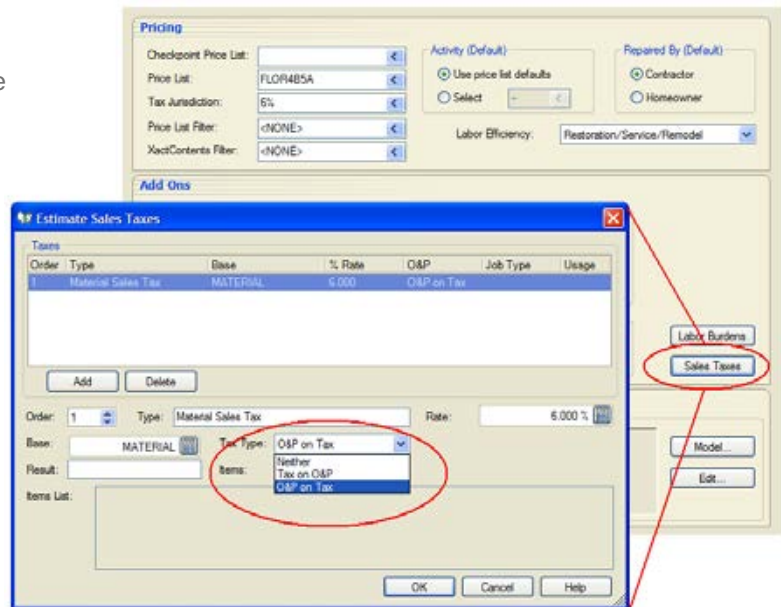 e
Pricing
Checkpoint Price List:
Price List: FLOR4B5A
Tax Jurisdiction: 6%
Price List Filter: <NONE>
XactContents Filter: <NONE>
Activity (Default)
Use price list defaults
Select
Repaired By (Default)
Contractor
Homeowner
Labor Efficiency: Restoration/Service/Remodel
Add Ons
Labor Burdens
Sales Taxes
Model...
Edit...
Estimate Sales Taxes
Taxes
Order Type Base % Rate O&P Job Type Usage
1 Material Sales Tax MATERIAL 6.000 O&P on Tax
Add Delete
Order: 1 Type: Material Sales Tax Rate: 6.000 %
Base: MATERIAL Tax Type: O&P on Tax
Neither
Tax on O&P
O&P on Tax
Result: Items:
Items List:
OK Cancel Help